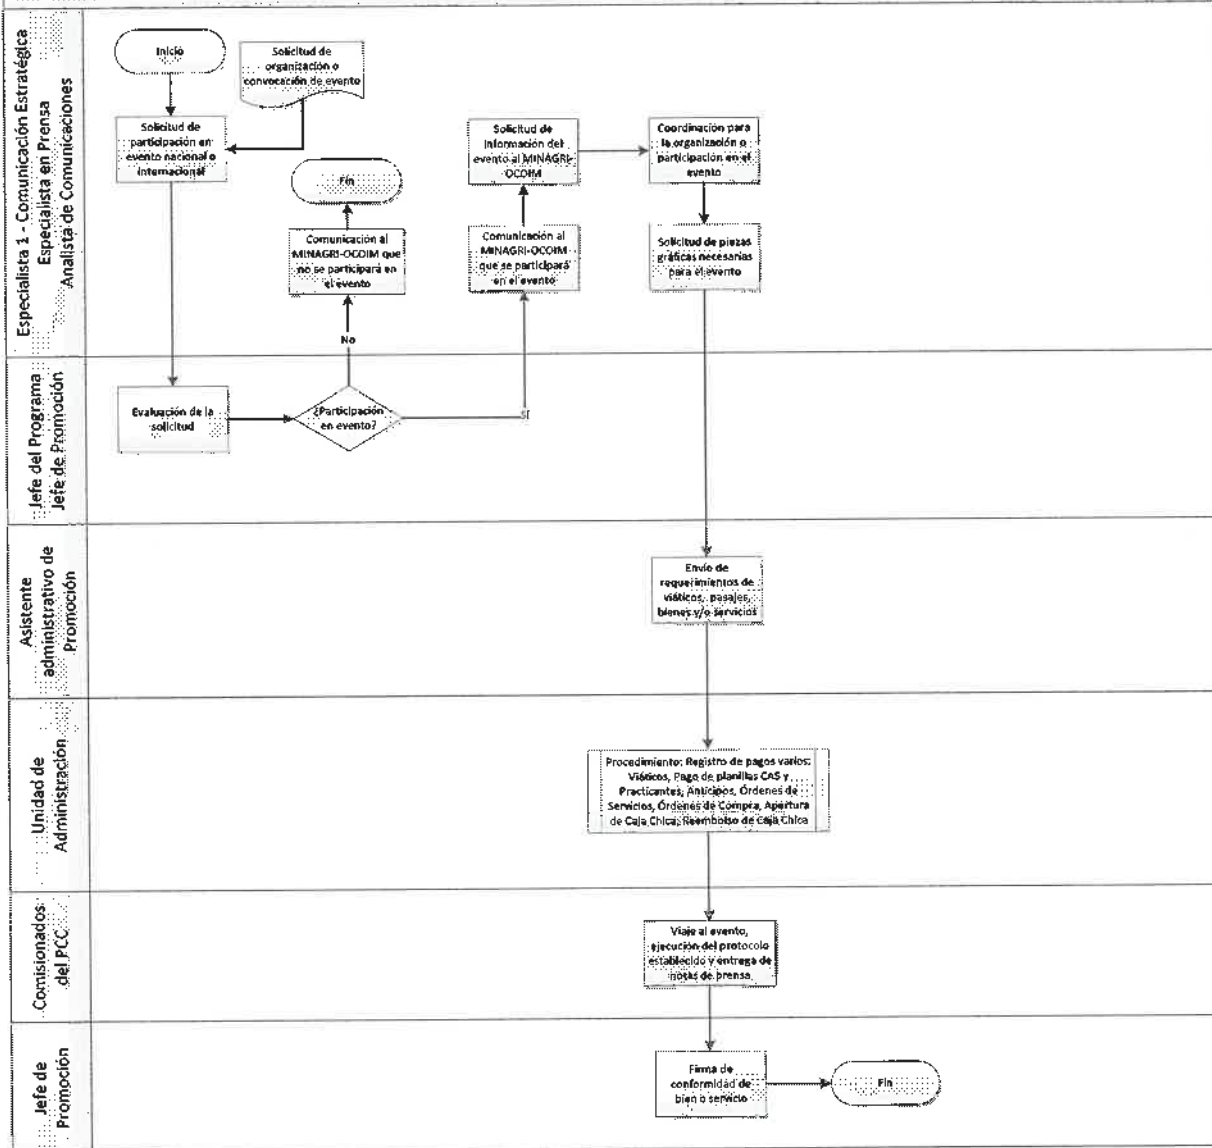 Especialista 1 - Comunicación Estratégica
Especialista en Prensa
Analista de Comunicaciones
Inicio
Solicitud de
organización o
convocación de evento
Solicitud de
participación en
evento nacional o
internacional
Fin
Comunicación al
MINAGRI-OCOIM que
no se participará en
el evento
No
Solicitud de
información del
evento al MINAGRI-
OCOIM
Comunicación al
MINAGRI-OCOIM
que se participará
en el evento
Coordinación para
la organización o
participación en el
evento
Solicitud de piezas
gráficas necesarias
para el evento
Jefe del Programa
Jefe de Promoción
Evaluación de la
solicitud
¿Participación
en evento?
SI
Asistente
administrativo de
Promoción
Envío de
requerimientos de
viáticos, pasajes,
bienes y/o servicios
Unidad de
Administración
Procedimiento: Registro de pagos varios:
Viáticos, Pago de planillas CAS y
Practicantes, Anticipos, Órdenes de
Servicios, Órdenes de Compra, Apertura
de Caja Chica, Reembolso de Caja Chica
Comisionados
del PCC
Viaje al evento,
ejecución del protocolo
establecido y entrega de
notas de prensa
Jefe de
Promoción
Firma de
conformidad de
bien o servicio
Fin